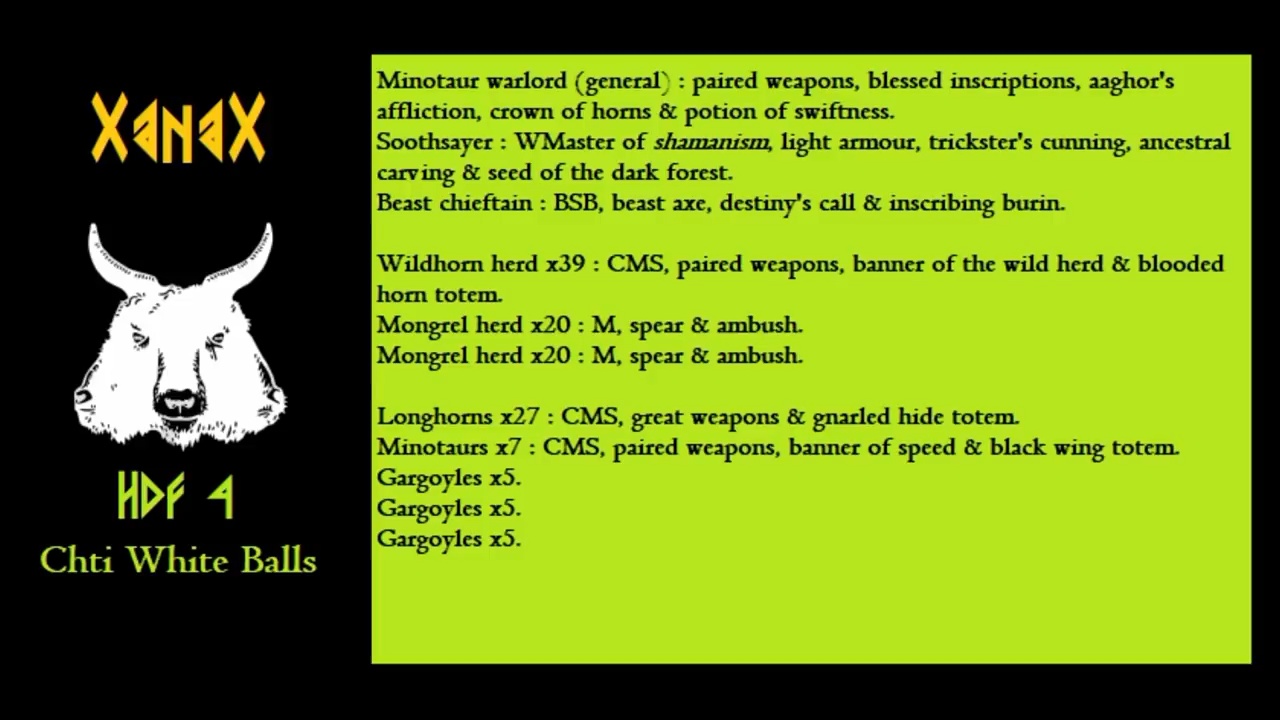 XanaX
HDF 4
Chti White Balls
Minotaur warlord (general) : paired weapons, blessed inscriptions, aaghor's
affliction, crown of horns & potion of swiftness.
Soothsayer : WMaster of shamanism, light armour, trickster's cunning, ancestral
carving & seed of the dark forest.
Beast chieftain : BSB, beast axe, destiny's call & inscribing burin.
Wildhorn herd x39 : CMS, paired weapons, banner of the wild herd & blooded
horn totem.
Mongrel herd x20 : M, spear & ambush.
Mongrel herd x20 : M, spear & ambush.
Longhorns x27 : CMS, great weapons & gnarled hide totem.
Minotaurs x7 : CMS, paired weapons, banner of speed & black wing totem.
Gargoyles x5.
Gargoyles x5.
Gargoyles x5.